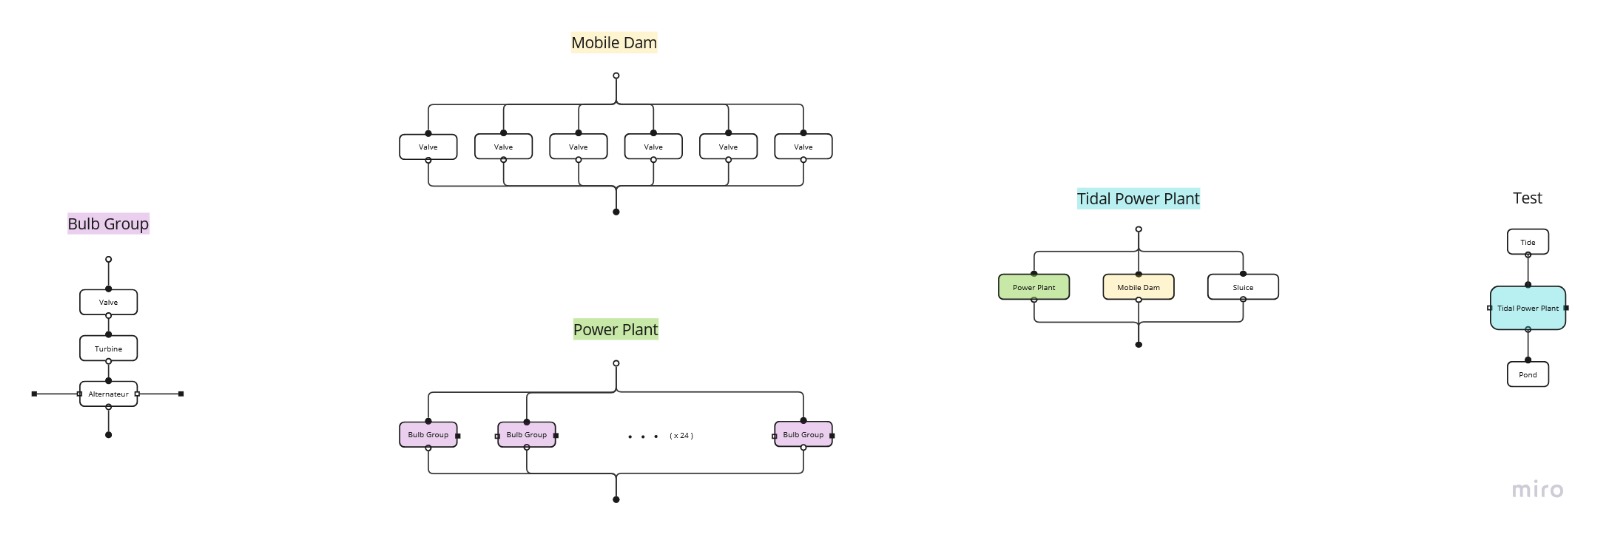 Mobile Dam
Valve
Valve
Valve
Valve
Valve
Valve
Bulb Group
Valve
Turbine
Alternateur
Power Plant
Bulb Group
Bulb Group
• • • ( x 24 )
Bulb Group
Tidal Power Plant
Power Plant
Mobile Dam
Sluice
Test
Tide
Tidal Power Plant
Pond
miro